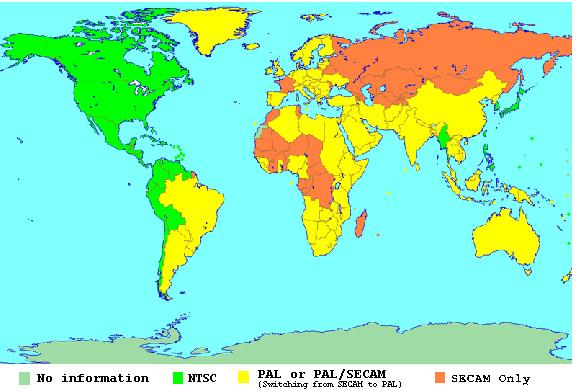 No information
NTSC
PAL or PAL/SECAM
(Switching from SECAM to PAL)
SECAM Only